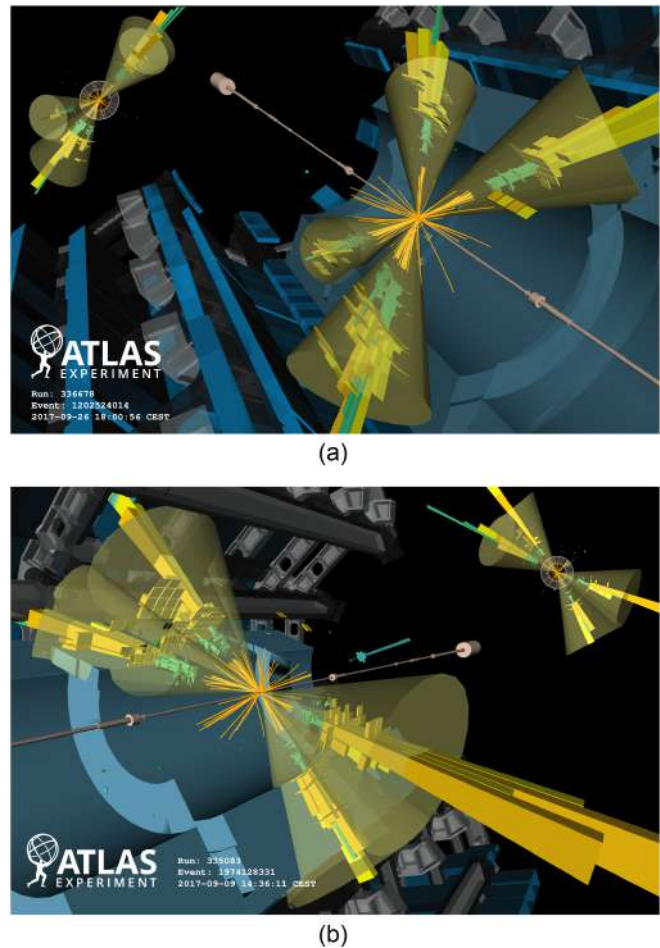 ATLAS
EXPERIMENT
Run: 336678
Event: 1202524014
2017-09-26 18:00:56 CEST
(a)
ATLAS
EXPERIMENT
Run: 335083
Event: 1974128331
2017-09-09 14:36:11 CEST
(b)